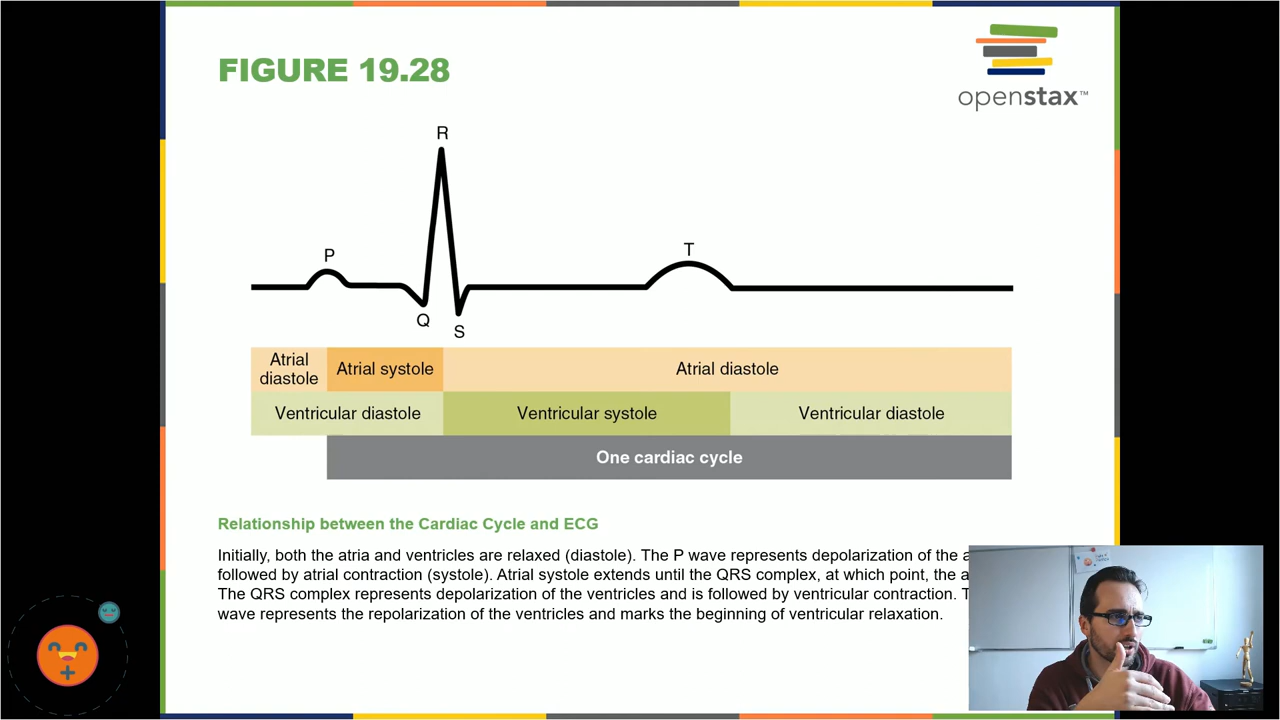 FIGURE 19.28
openstax™
R
P
T
Q
S
Atrial
diastole
Atrial systole
Atrial diastole
Ventricular diastole
Ventricular systole
Ventricular diastole
One cardiac cycle
Relationship between the Cardiac Cycle and ECG
Initially, both the atria and ventricles are relaxed (diastole). The P wave represents depolarization of the
followed by atrial contraction (systole). Atrial systole extends until the QRS complex, at which point, the
The QRS complex represents depolarization of the ventricles and is followed by ventricular contraction.
wave represents the repolarization of the ventricles and marks the beginning of ventricular relaxation.